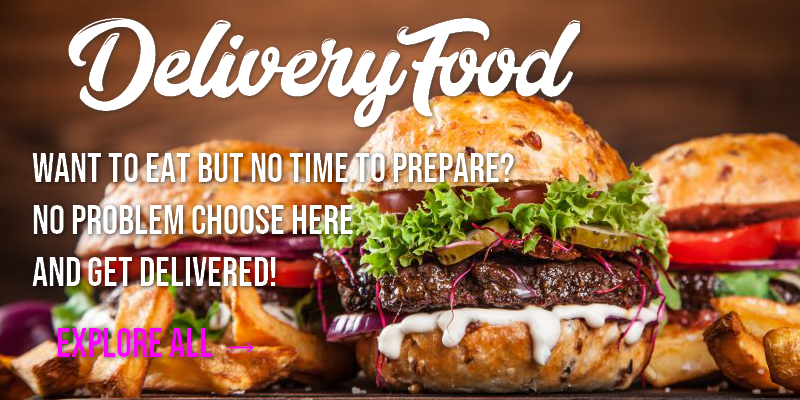 DeliveryFood
WANT TO EAT BUT NO TIME TO PREPARE?
NO PROBLEM CHOOSE HERE
AND GET DELIVERED!
EXPLORE ALL →